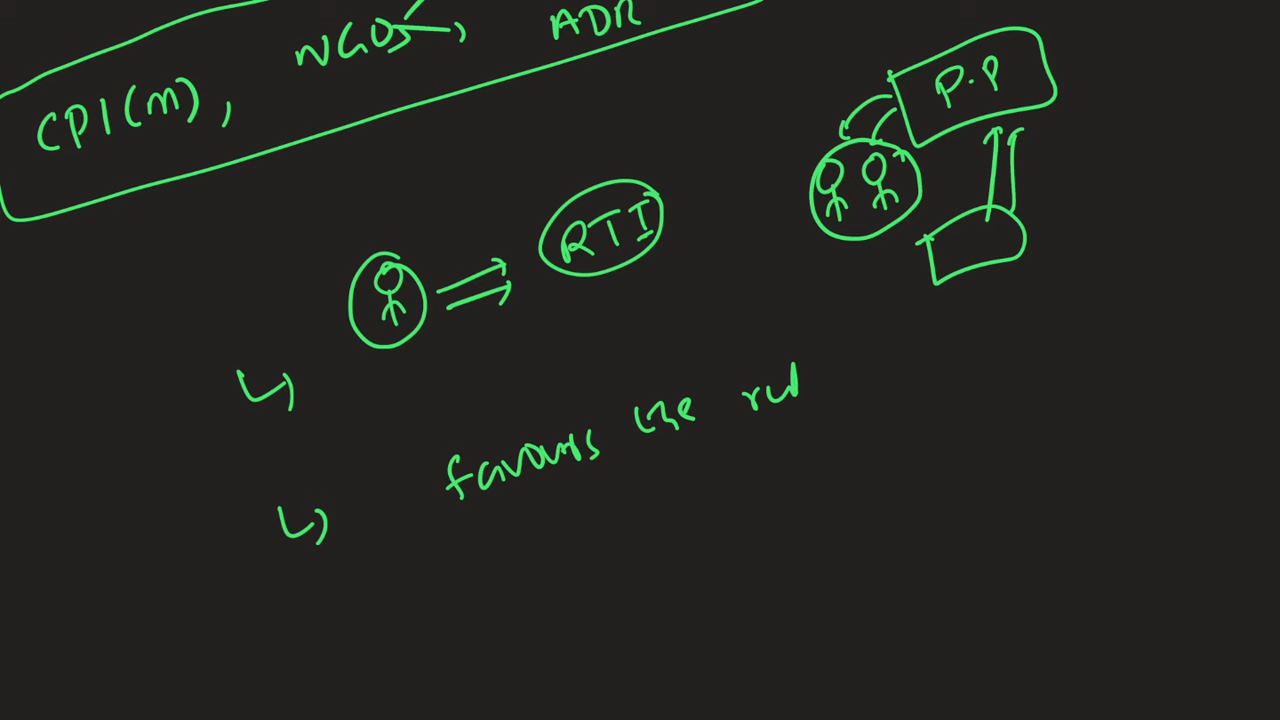 CPI(M), NGOs, ADR
P.P
RTI
favours the rul